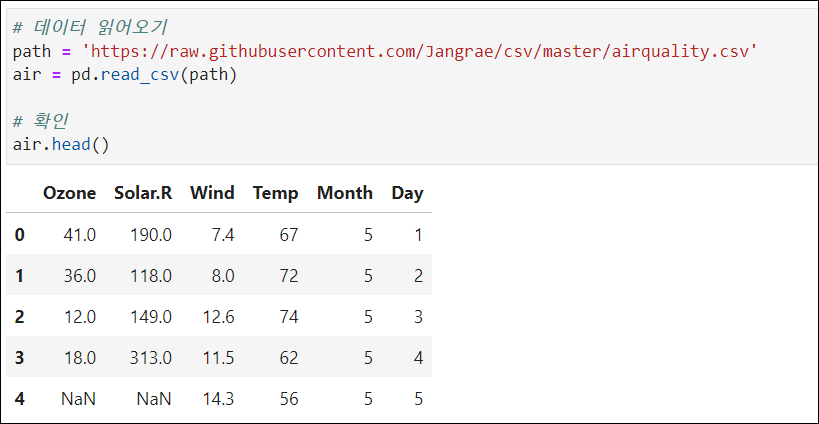 # 데이터 읽어오기
path = 'https://raw.githubusercontent.com/Jangrae/csv/master/airquality.csv'
air = pd.read_csv(path)
# 확인
air.head()
Ozone Solar.R Wind Temp Month Day
0 41.0 190.0 7.4 67 5 1
1 36.0 118.0 8.0 72 5 2
2 12.0 149.0 12.6 74 5 3
3 18.0 313.0 11.5 62 5 4
4 NaN NaN 14.3 56 5 5